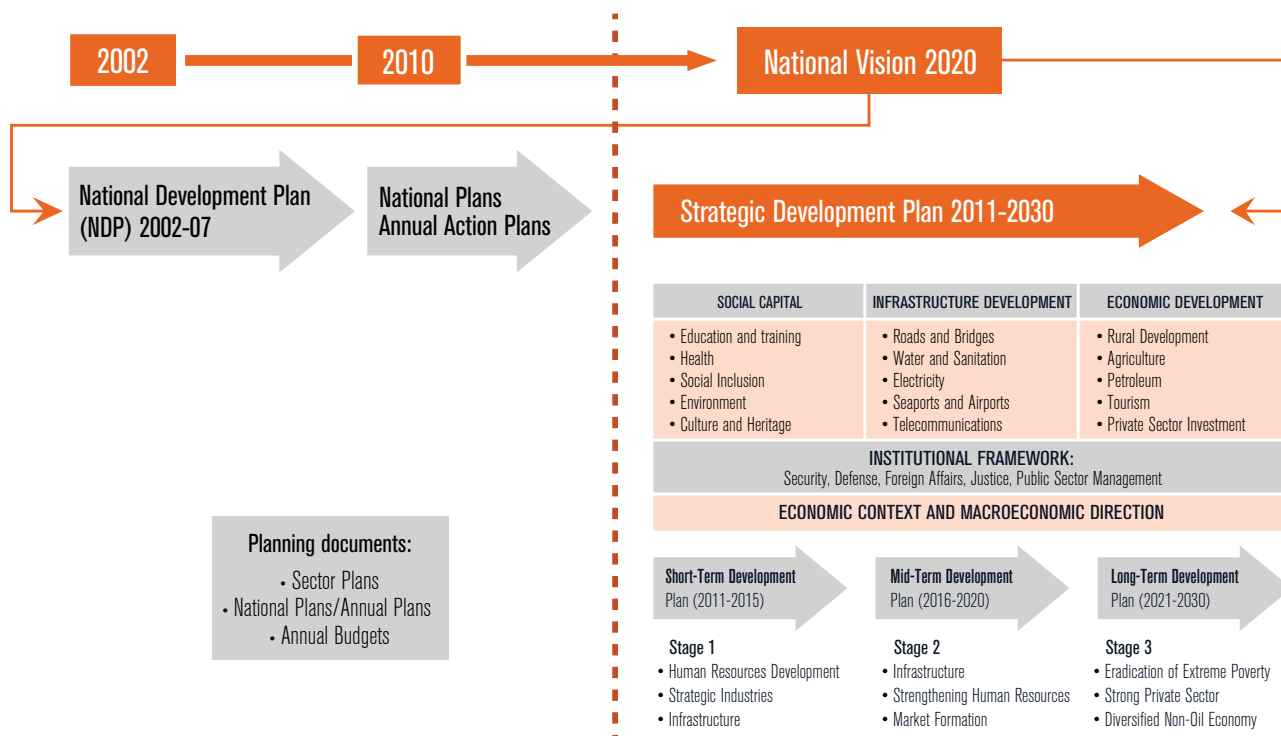 2002
2010
National Vision 2020
National Development Plan
(NDP) 2002-07
National Plans
Annual Action Plans
Strategic Development Plan 2011-2030
SOCIAL CAPITAL
• Education and training
• Health
• Social Inclusion
• Environment
• Culture and Heritage
INFRASTRUCTURE DEVELOPMENT
• Roads and Bridges
• Water and Sanitation
• Electricity
• Seaports and Airports
• Telecommunications
ECONOMIC DEVELOPMENT
• Rural Development
• Agriculture
• Petroleum
• Tourism
• Private Sector Investment
INSTITUTIONAL FRAMEWORK:
Security, Defense, Foreign Affairs, Justice, Public Sector Management
ECONOMIC CONTEXT AND MACROECONOMIC DIRECTION
Planning documents:
• Sector Plans
• National Plans/Annual Plans
• Annual Budgets
Short-Term Development
Plan (2011-2015)
Stage 1
• Human Resources Development
• Strategic Industries
• Infrastructure
Mid-Term Development
Plan (2016-2020)
Stage 2
• Infrastructure
• Strengthening Human Resources
• Market Formation
Long-Term Development
Plan (2021-2030)
Stage 3
• Eradication of Extreme Poverty
• Strong Private Sector
• Diversified Non-Oil Economy